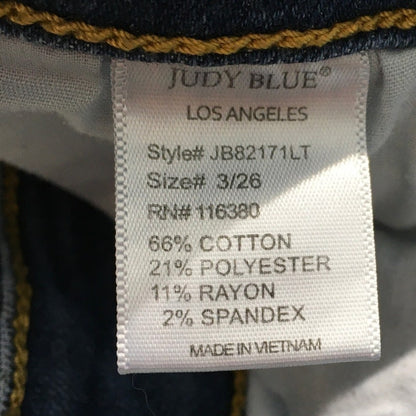 JUDY BLUE®
LOS ANGELES
Style# JB82171LT
Size# 3/26
RN# 116380
66% COTTON
21% POLYESTER
11% RAYON
2% SPANDEX
MADE IN VIETNAM